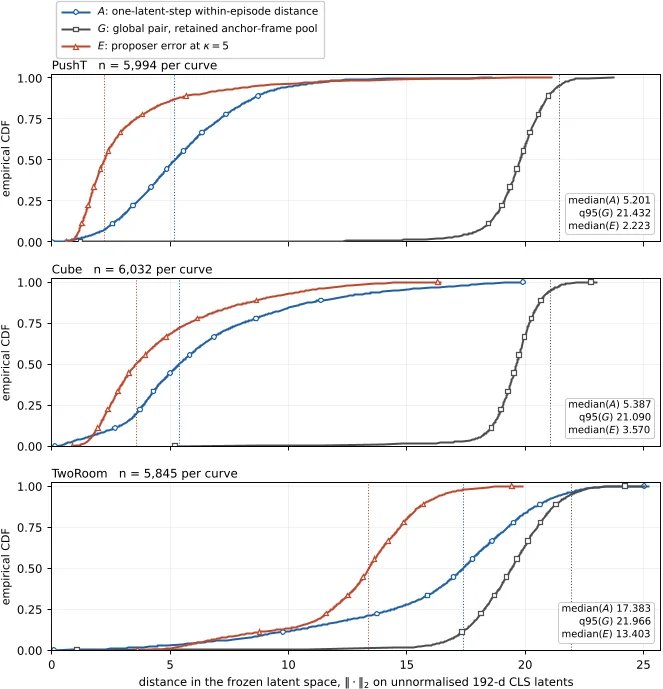 A: one-latent-step within-episode distance
G: global pair, retained anchor-frame pool
E: proposer error at κ = 5
PushT n = 5,994 per curve
1.00
0.75
0.50
0.25
0.00
empirical CDF
median(A) 5.201
q95(G) 21.432
median(E) 2.223
Cube n = 6,032 per curve
1.00
0.75
0.50
0.25
0.00
empirical CDF
median(A) 5.387
q95(G) 21.090
median(E) 3.570
TwoRoom n = 5,845 per curve
1.00
0.75
0.50
0.25
0.00
empirical CDF
median(A) 17.383
q95(G) 21.966
median(E) 13.403
0 5 10 15 20 25
distance in the frozen latent space, ‖ · ‖₂ on unnormalised 192-d CLS latents